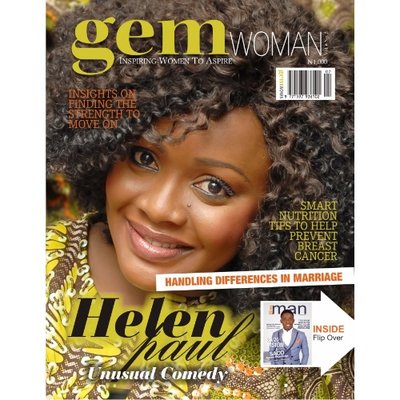 gem WOMAN
INSPIRING WOMEN TO ASPIRE
₦1,000
INSIGHTS ON
FINDING THE
STRENGTH TO
MOVE ON
SMART
NUTRITION
TIPS TO HELP
PREVENT
BREAST
CANCER
HANDLING DIFFERENCES IN MARRIAGE
Helen
paul
Unusual Comedy
man
INSIDE
Flip Over